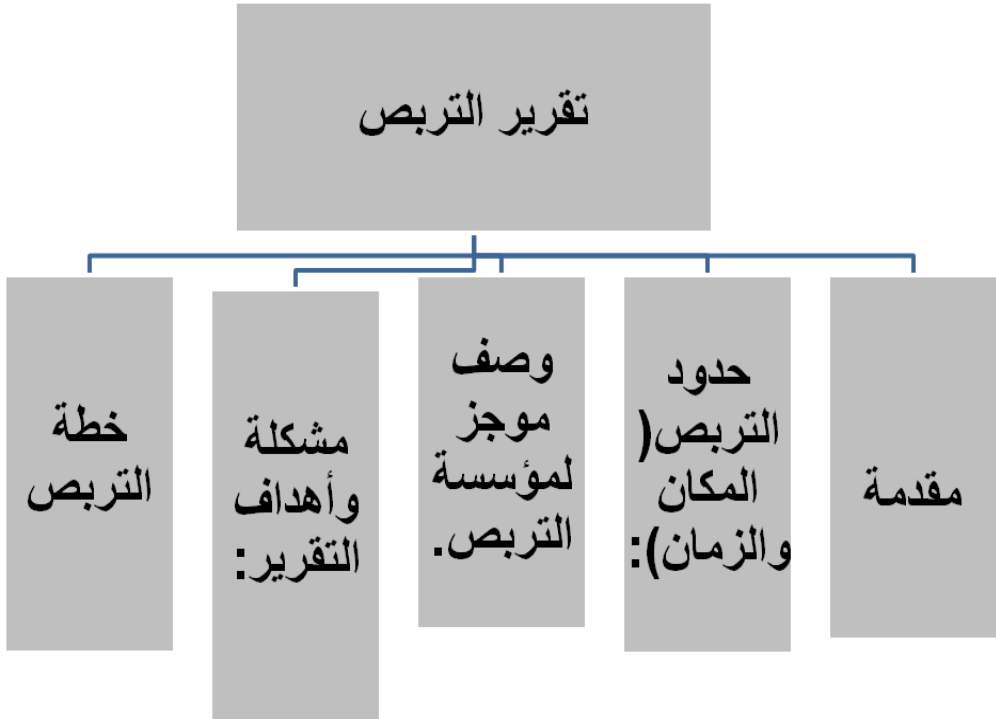 تقرير التربص
مقدمة
حدود
التربص(
المكان
والزمان):
وصف
موجز
لمؤسسة
التربص.
مشكلة
وأهداف
التقرير:
خطة
التربص